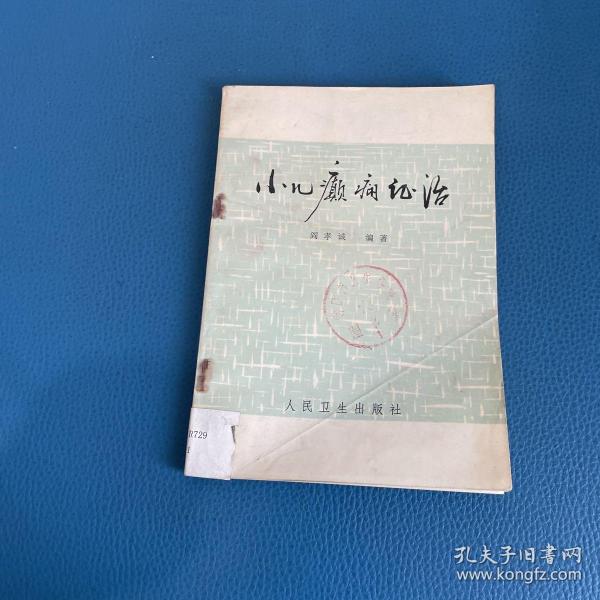 小儿癫痫证治
阎孝诚 编著
人民卫生出版社
R729
孔夫子旧书网
www.kongfz.com